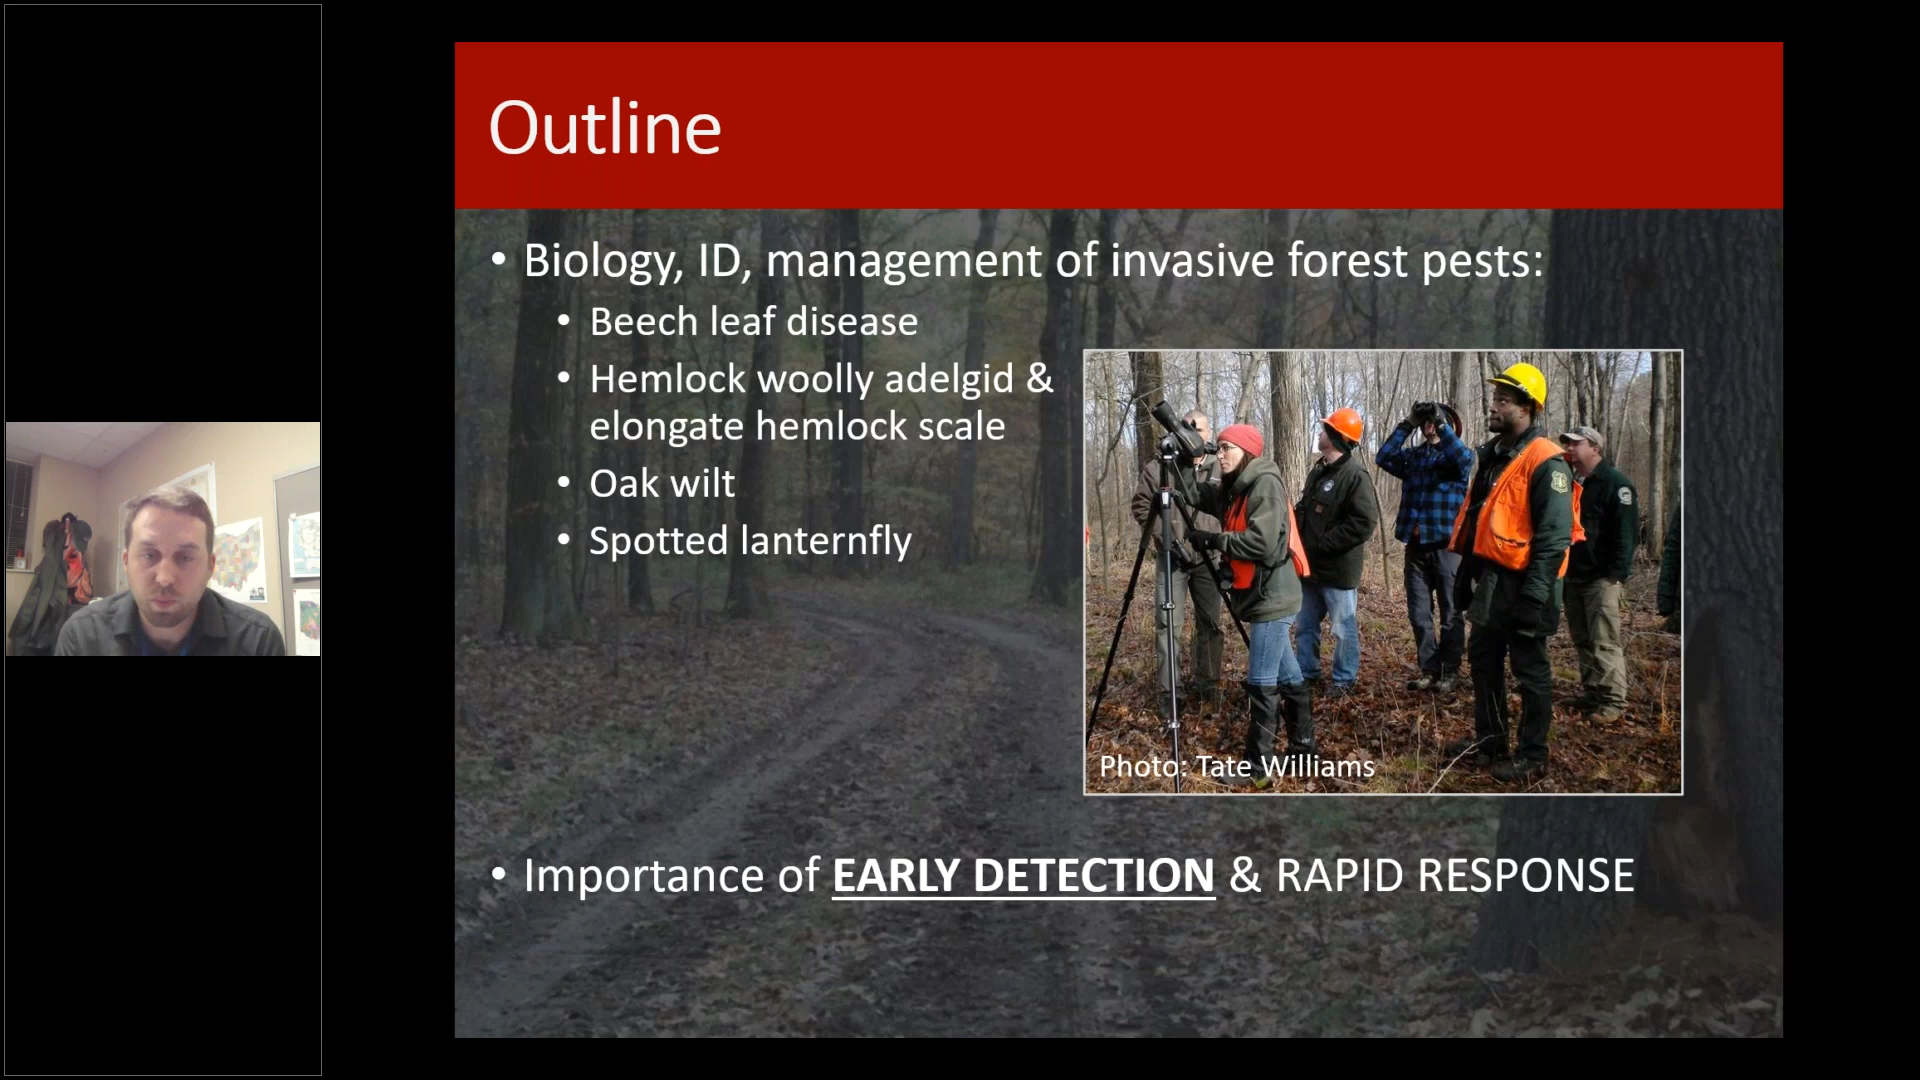 Outline
• Biology, ID, management of invasive forest pests:
• Beech leaf disease
• Hemlock woolly adelgid &
elongate hemlock scale
• Oak wilt
• Spotted lanternfly
Photo: Tate Williams
• Importance of EARLY DETECTION & RAPID RESPONSE